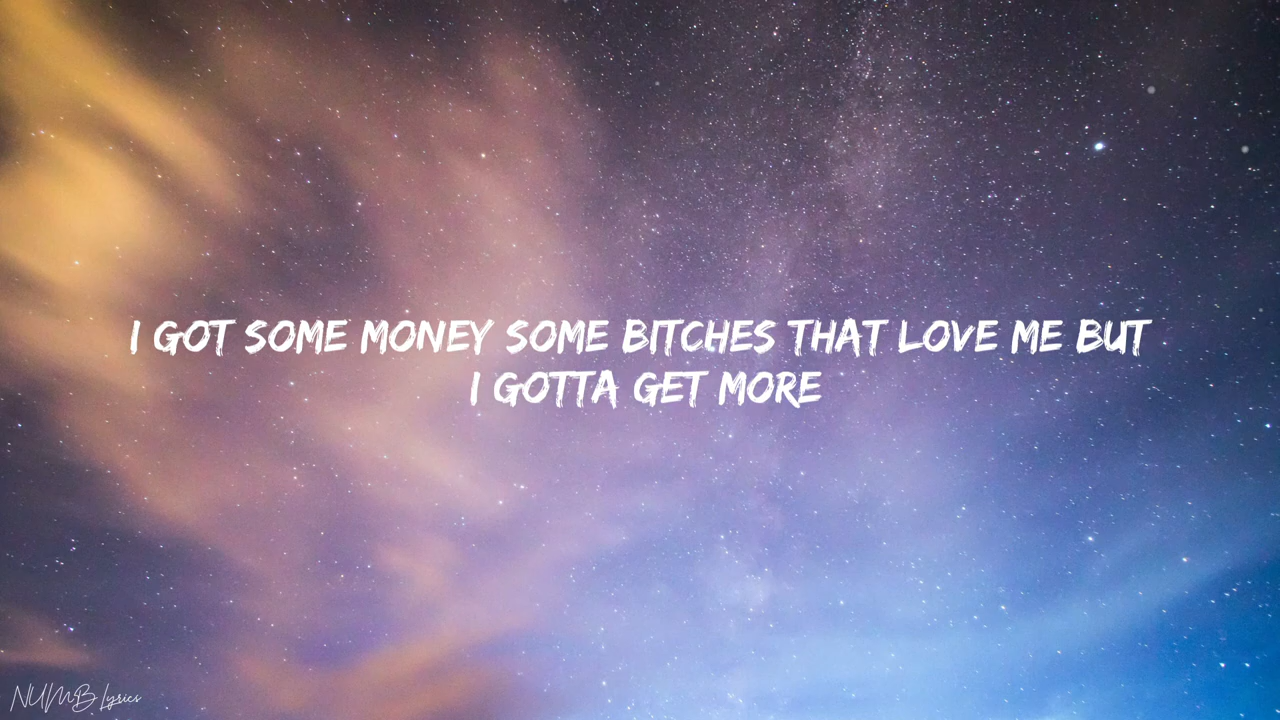 I GOT SOME MONEY SOME BITCHES THAT LOVE ME BUT
I GOTTA GET MORE
NUMB Lyrics